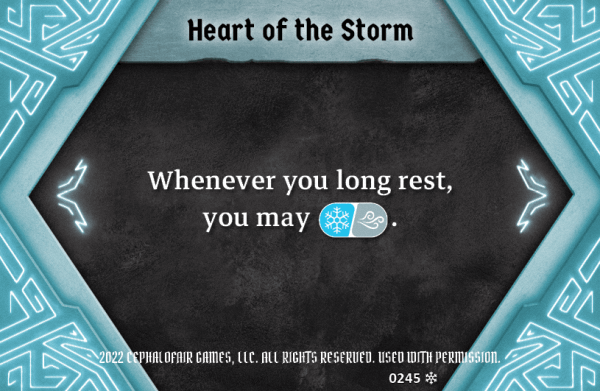 Heart of the Storm
Whenever you long rest,
you may .
2022 CEPHALOFAIR GAMES, LLC. ALL RIGHTS RESERVED. USED WITH PERMISSION.
0245